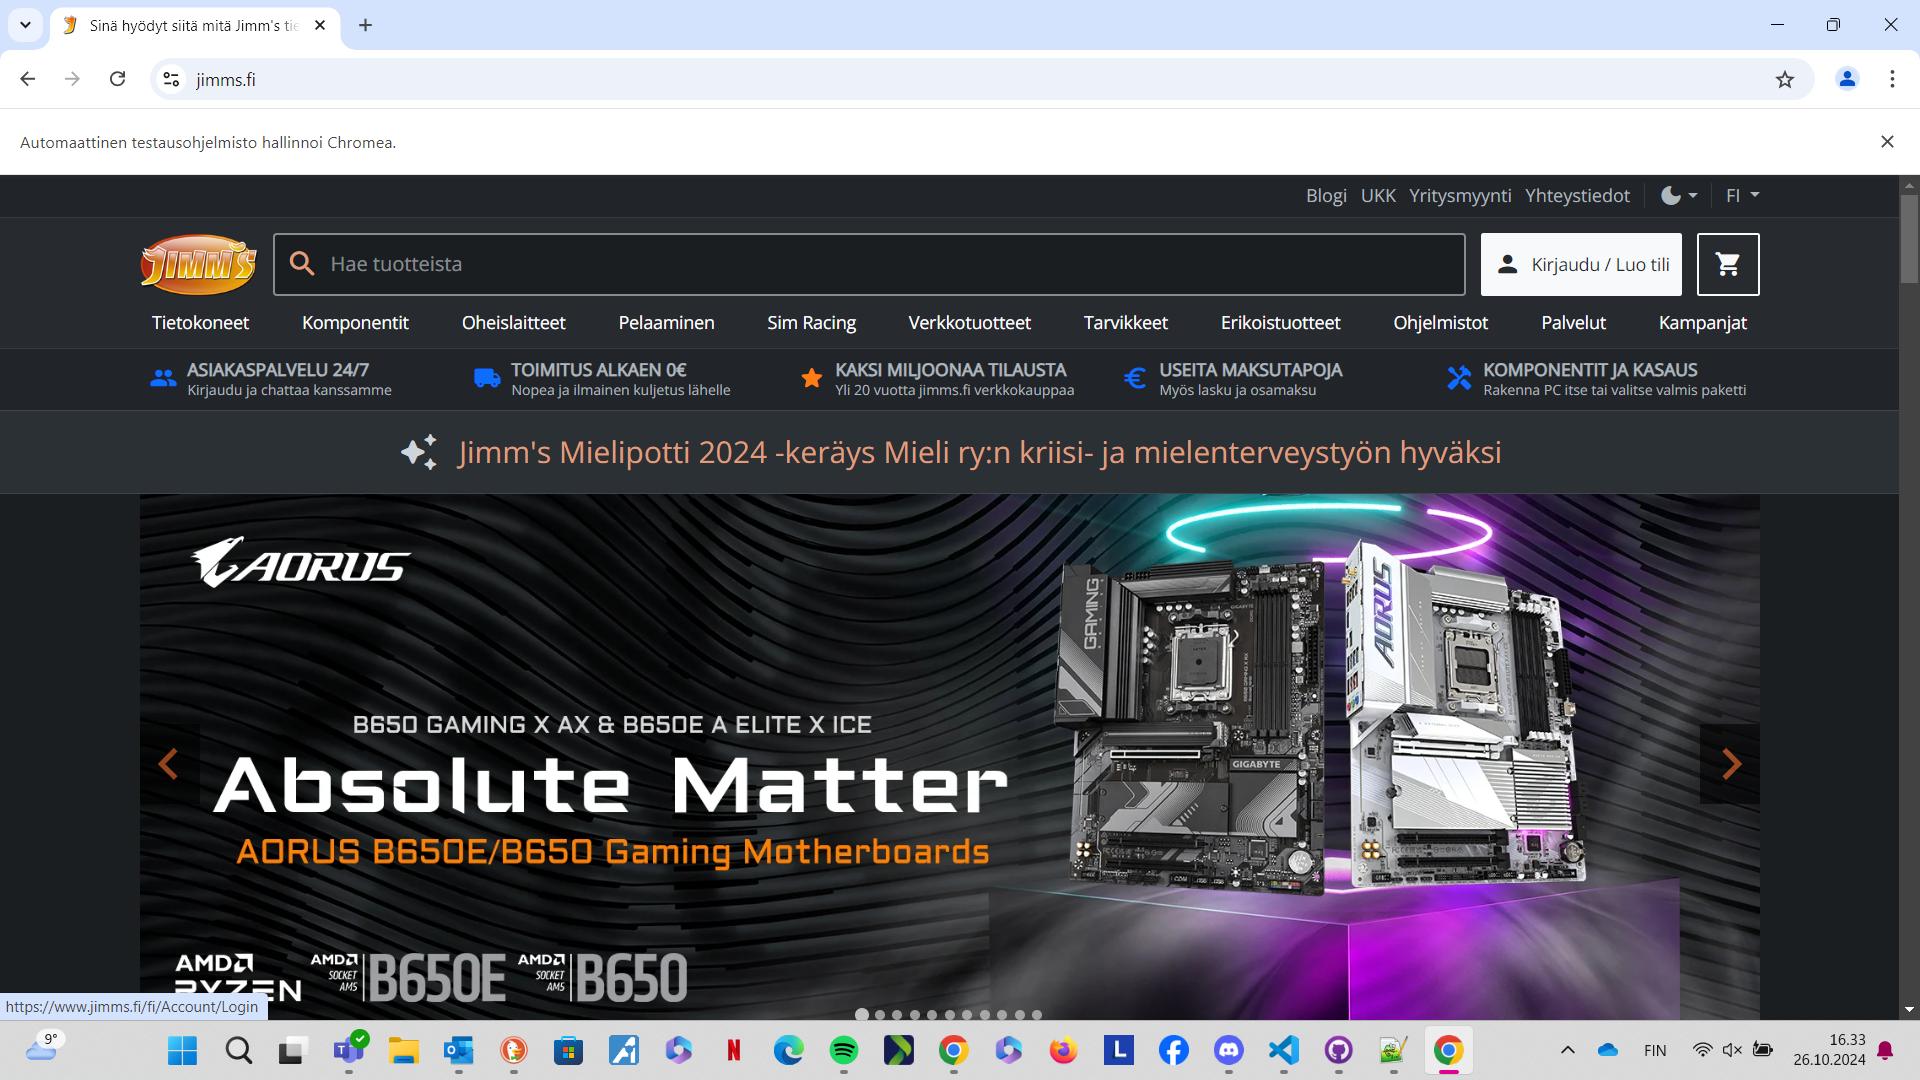 Sinä hyödyt siitä mitä Jimm's tie
jimms.fi
Automaattinen testausohjelmisto hallinnoi Chromea.
Blogi UKK Yritysmyynti Yhteystiedot FI
JIMM'S Hae tuotteista Kirjaudu / Luo tili
Tietokoneet Komponentit Oheislaitteet Pelaaminen Sim Racing Verkkotuotteet Tarvikkeet Erikoistuotteet Ohjelmistot Palvelut Kampanjat
ASIAKASPALVELU 24/7
Kirjaudu ja chattaa kanssamme
TOIMITUS ALKAEN 0€
Nopea ja ilmainen kuljetus lähelle
KAKSI MILJOONAA TILAUSTA
Yli 20 vuotta jimms.fi verkkokauppaa
USEITA MAKSUTAPOJA
Myös lasku ja osamaksu
KOMPONENTIT JA KASAUS
Rakenna PC itse tai valitse valmis paketti
Jimm's Mielipotti 2024 -keräys Mieli ry:n kriisi- ja mielenterveystyön hyväksi
AORUS
GAMING
AORUS
GIGABYTE
B650 GAMING X AX & B650E A ELITE X ICE
Absolute Matter
AORUS B650E/B650 Gaming Motherboards
AMD
RYZEN
AMD
SOCKET
AM5
B650E
AMD
SOCKET
AM5
B650
https://www.jimms.fi/fi/Account/Login
9°
N
L
FIN
16.33
26.10.2024